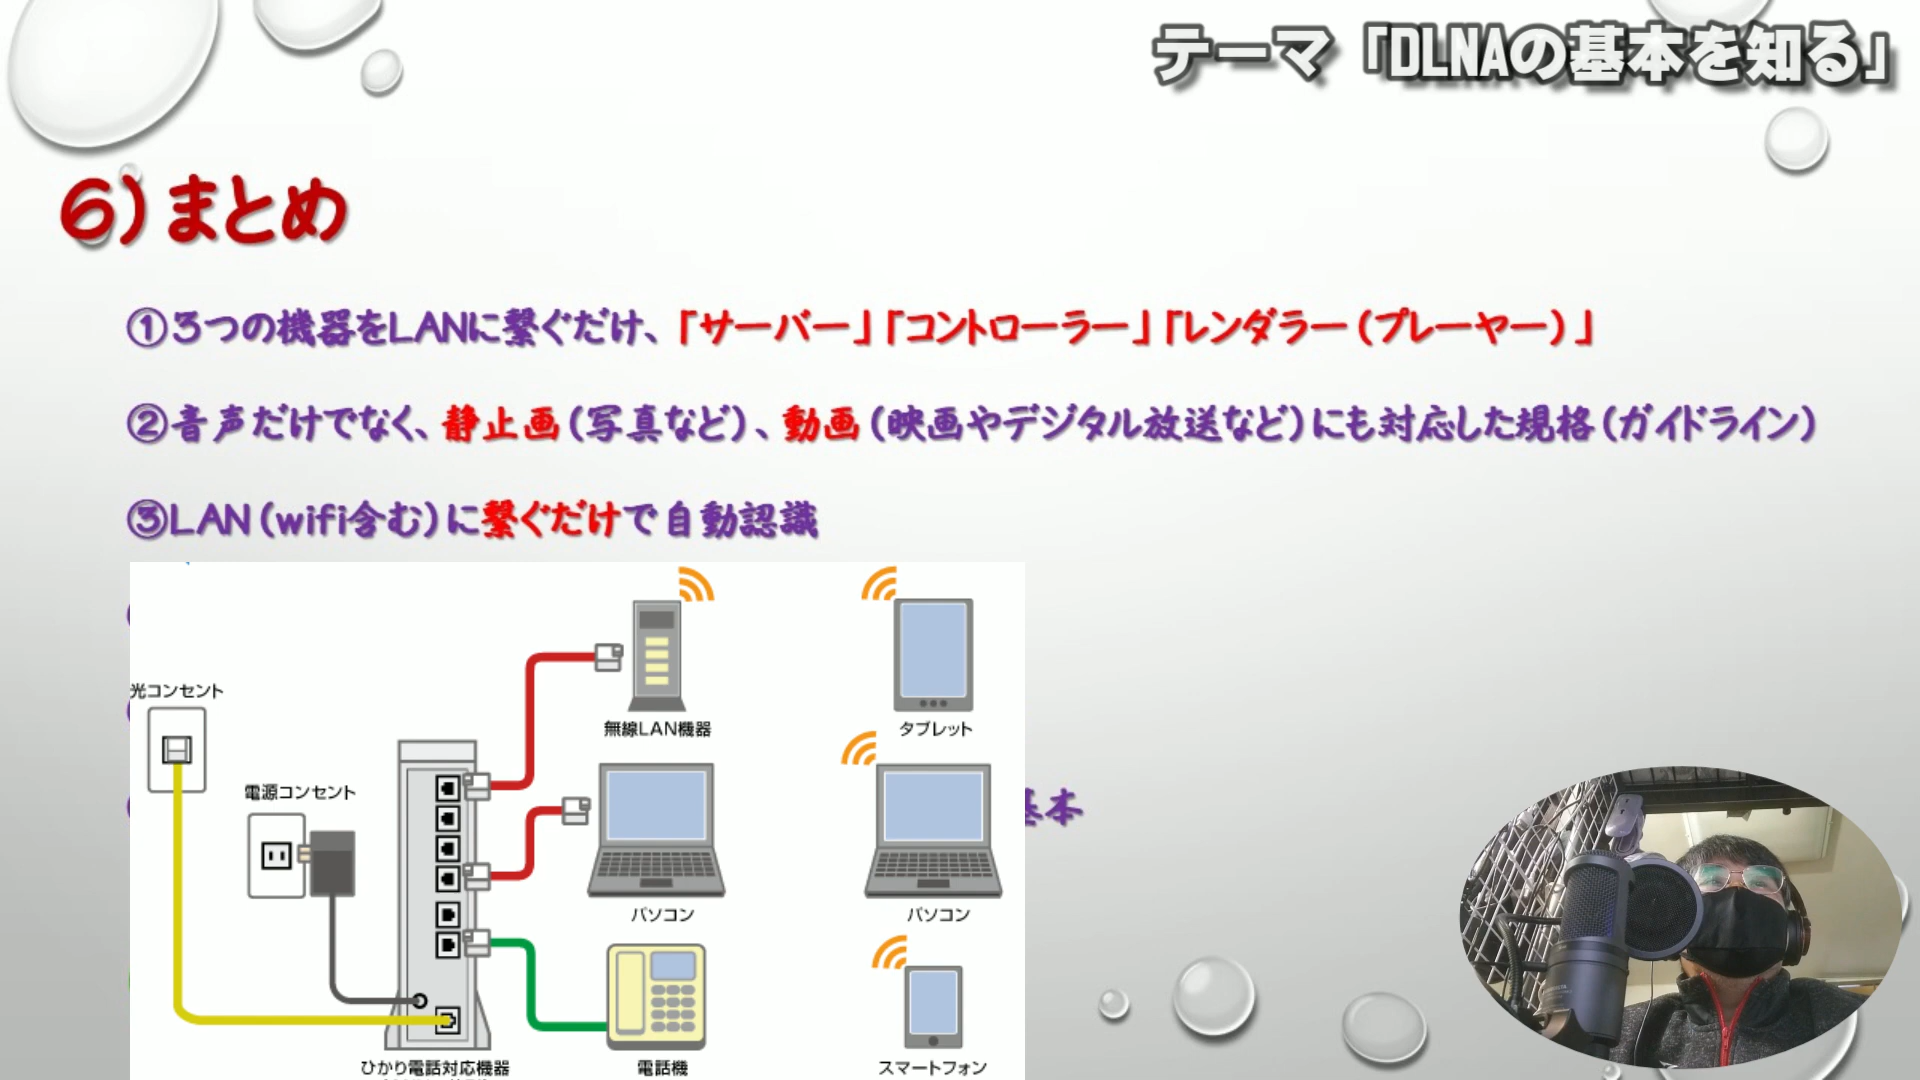 テーマ「DLNAの基本を知る」
6）まとめ
①３つの機器をLANに繋ぐだけ、「サーバー」「コントローラー」「レンダラー（プレーヤー）」
②音声だけでなく、静止画（写真など）、動画（映画やデジタル放送など）にも対応した規格（ガイドライン）
③LAN（wifi含む）に繋ぐだけで自動認識
光コンセント
無線LAN機器
タブレット
電源コンセント
基本
パソコン
パソコン
ひかり電話対応機器
電話機
スマートフォン